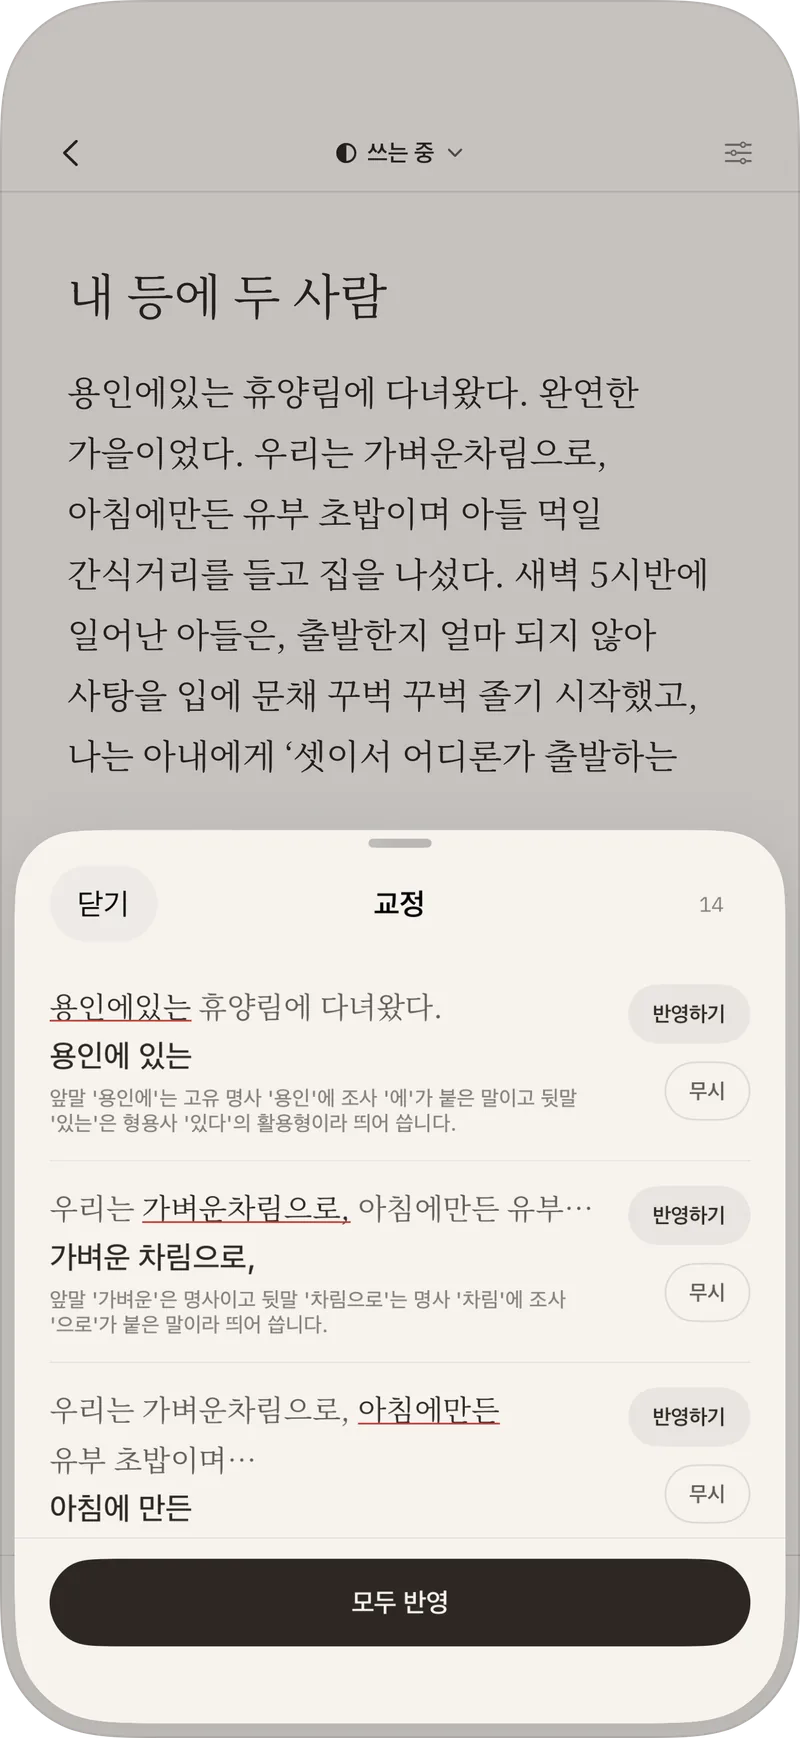 쓰는 중
내 등에 두 사람
용인에있는 휴양림에 다녀왔다. 완연한
가을이었다. 우리는 가벼운차림으로,
아침에만든 유부 초밥이며 아들 먹일
간식거리를 들고 집을 나섰다. 새벽 5시반에
일어난 아들은, 출발한지 얼마 되지 않아
사탕을 입에 문채 꾸벅 꾸벅 졸기 시작했고,
나는 아내에게 ‘셋이서 어디론가 출발하는
닫기
교정
14
용인에있는 휴양림에 다녀왔다.
반영하기
용인에 있는
앞말 '용인에'는 고유 명사 '용인'에 조사 '에'가 붙은 말이고 뒷말
무시
'있는'은 형용사 '있다'의 활용형이라 띄어 씁니다.
우리는 가벼운차림으로, 아침에만든 유부…
반영하기
가벼운 차림으로,
앞말 '가벼운'은 명사이고 뒷말 '차림으로'는 명사 '차림'에 조사
무시
'으로'가 붙은 말이라 띄어 씁니다.
우리는 가벼운차림으로, 아침에만든
반영하기
유부 초밥이며…
아침에 만든
무시
모두 반영